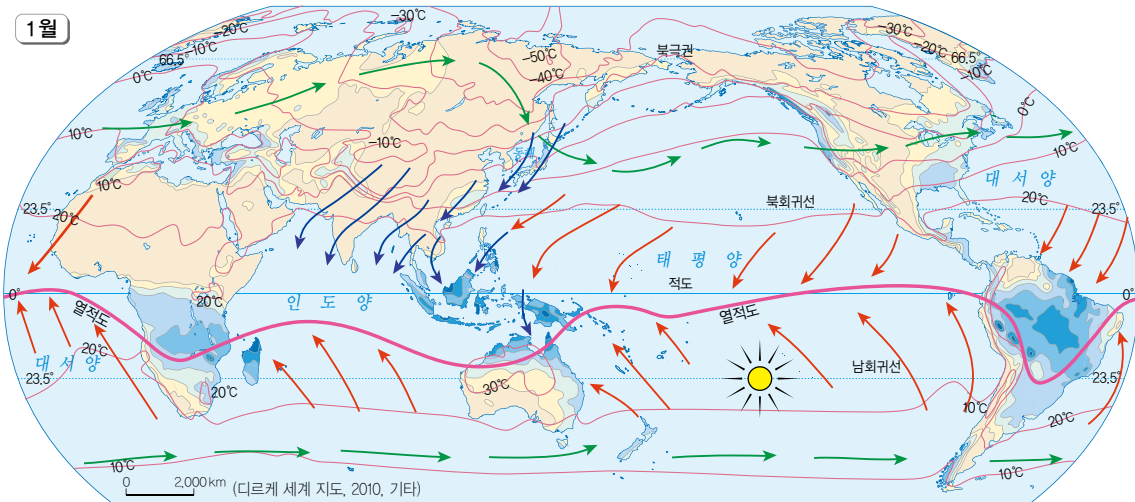 1월
-30℃
-20℃
-10℃
66.5°
0℃
-50℃
-40℃
북극권
-30℃
-20℃
66.5°
-10℃
0℃
10℃
-10℃
동해
10℃
대서양
10℃
20℃
23.5°
20℃
북회귀선
23.5°
태평양
적도
0°
인도양
20℃
0°
열적도
열적도
대서양
20℃
남회귀선
23.5°
20℃
30℃
23.5°
10℃
20℃
10℃
10℃
0 2,000km
(디르케 세계 지도, 2010, 기타)